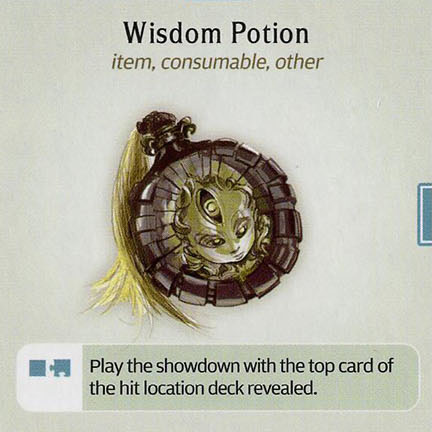 Wisdom Potion
item, consumable, other
Play the showdown with the top card of
the hit location deck revealed.